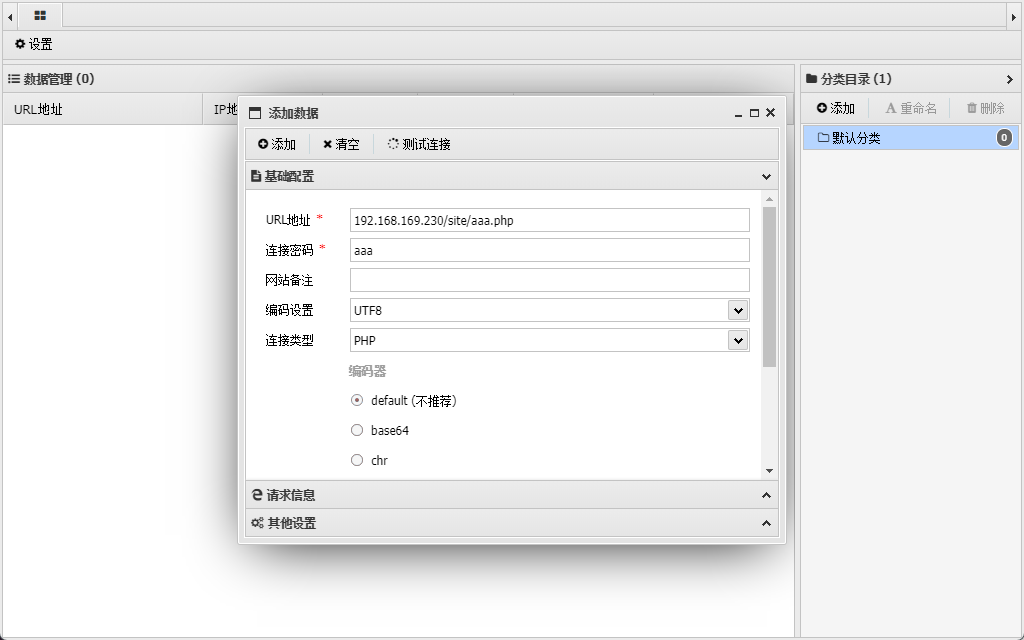 设置
数据管理 (0)
URL地址 IP地
分类目录 (1)
添加 重命名 删除
默认分类 0
添加数据
添加 清空 测试连接
基础配置
URL地址 * 192.168.169.230/site/aaa.php
连接密码 * aaa
网站备注
编码设置 UTF8
连接类型 PHP
编码器
default (不推荐)
base64
chr
请求信息
其他设置